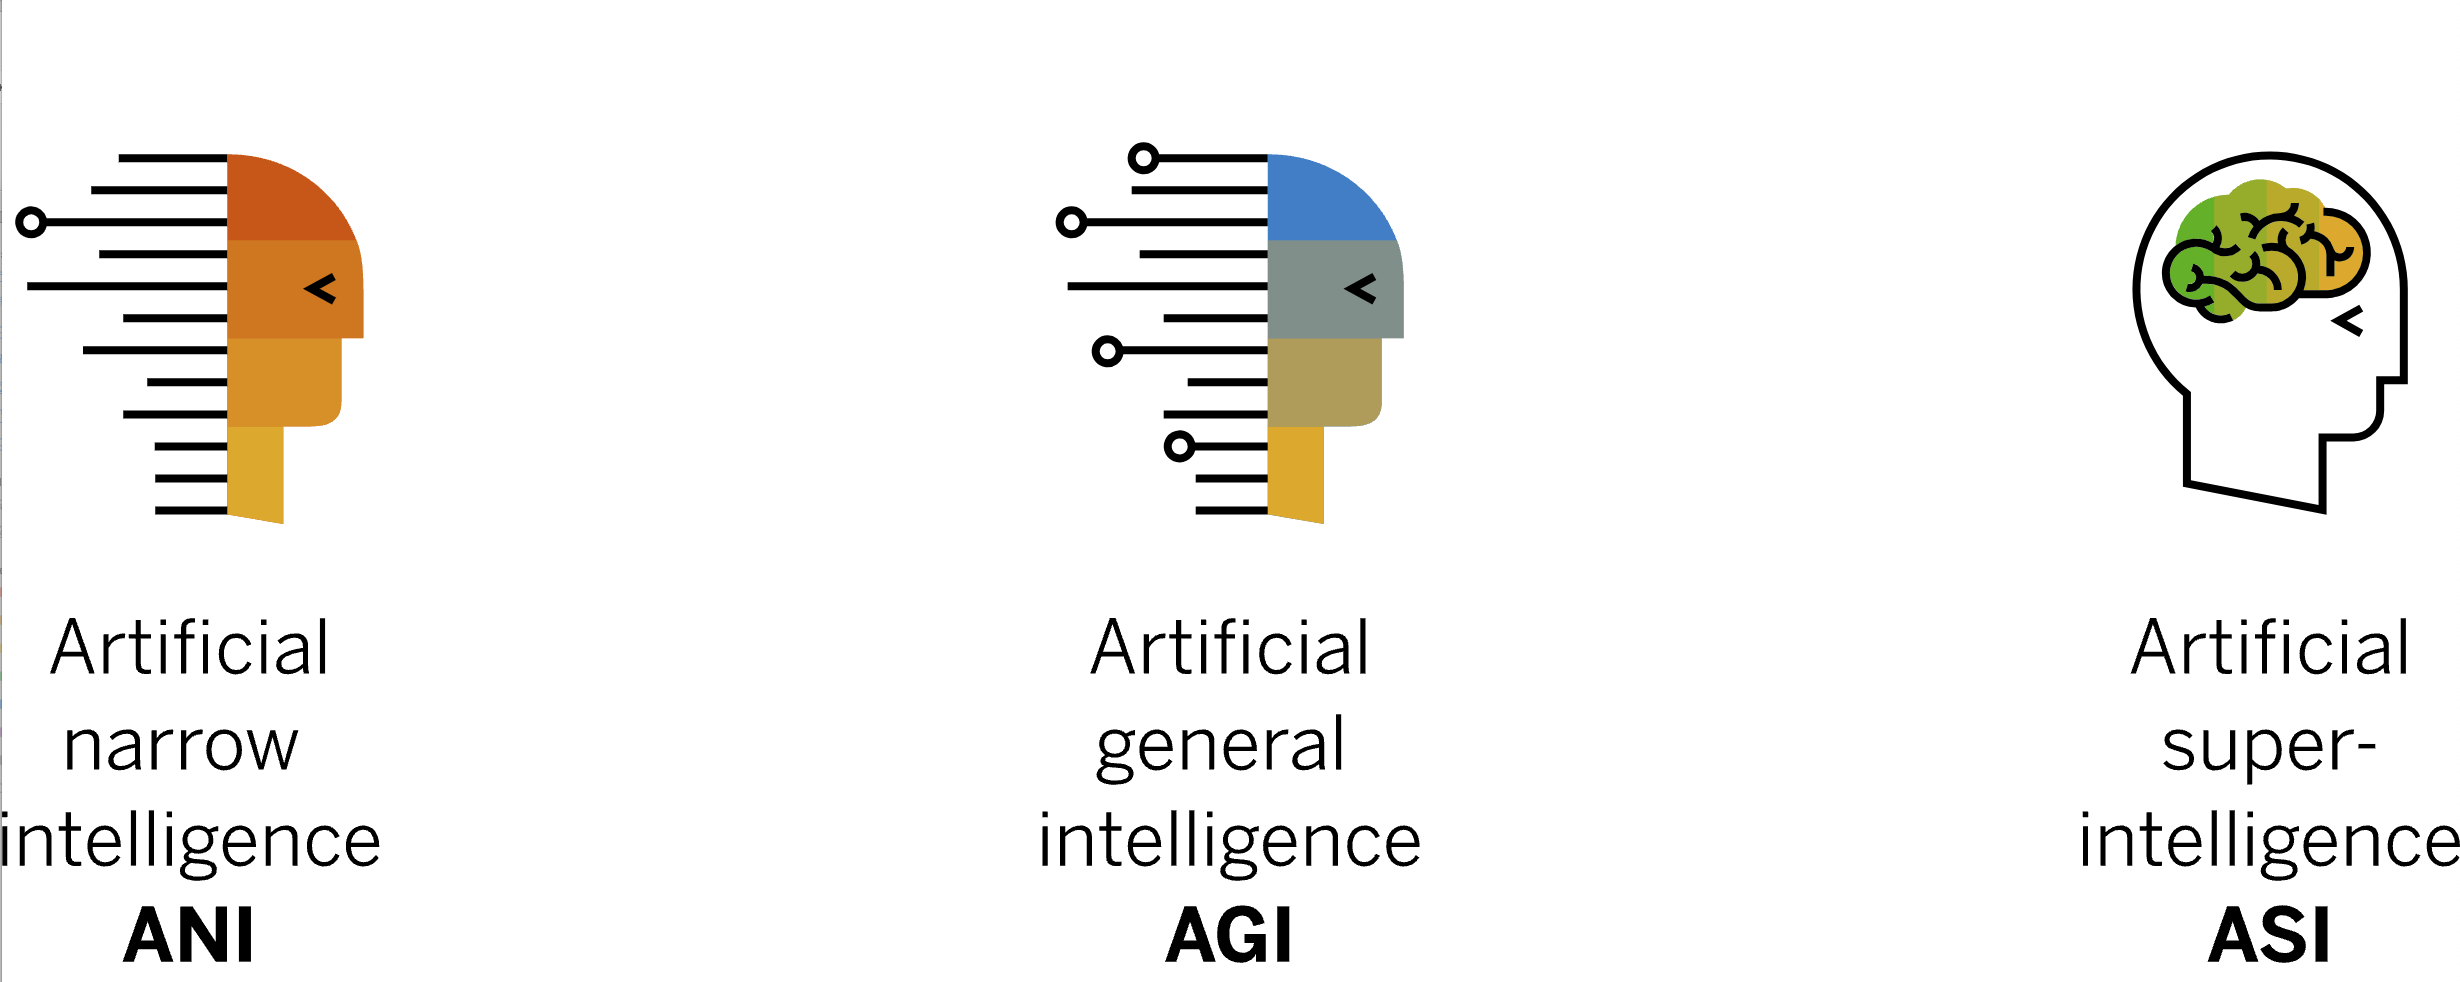 Artificial
narrow
intelligence
ANI
Artificial
general
intelligence
AGI
Artificial
super-
intelligence
ASI